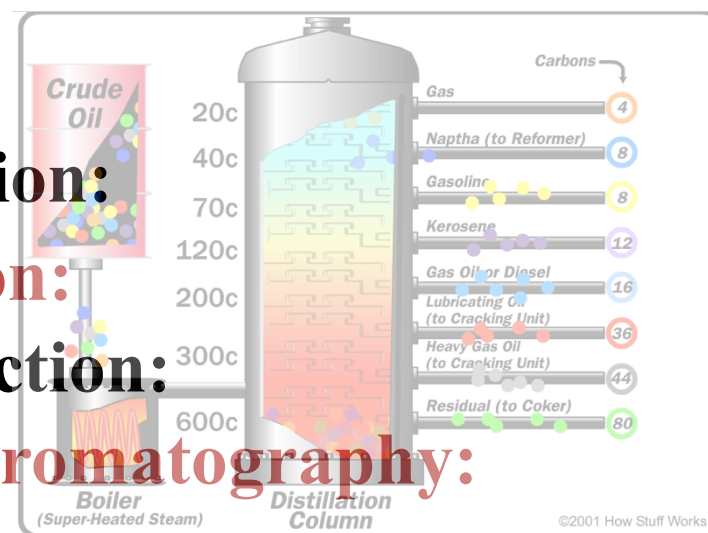 Carbons
Crude
Oil
20c
Gas
4
40c
Naptha (to Reformer)
8
ion:
70c
Gasoline
8
120c
Kerosene
12
on:
200c
Gas Oil or Diesel
16
Lubricating Oil
(to Cracking Unit)
36
300c
Heavy Gas Oil
(to Cracking Unit)
44
ction:
600c
Residual (to Coker)
80
romatography:
Boiler
(Super-Heated Steam)
Distillation
Column
©2001 How Stuff Works